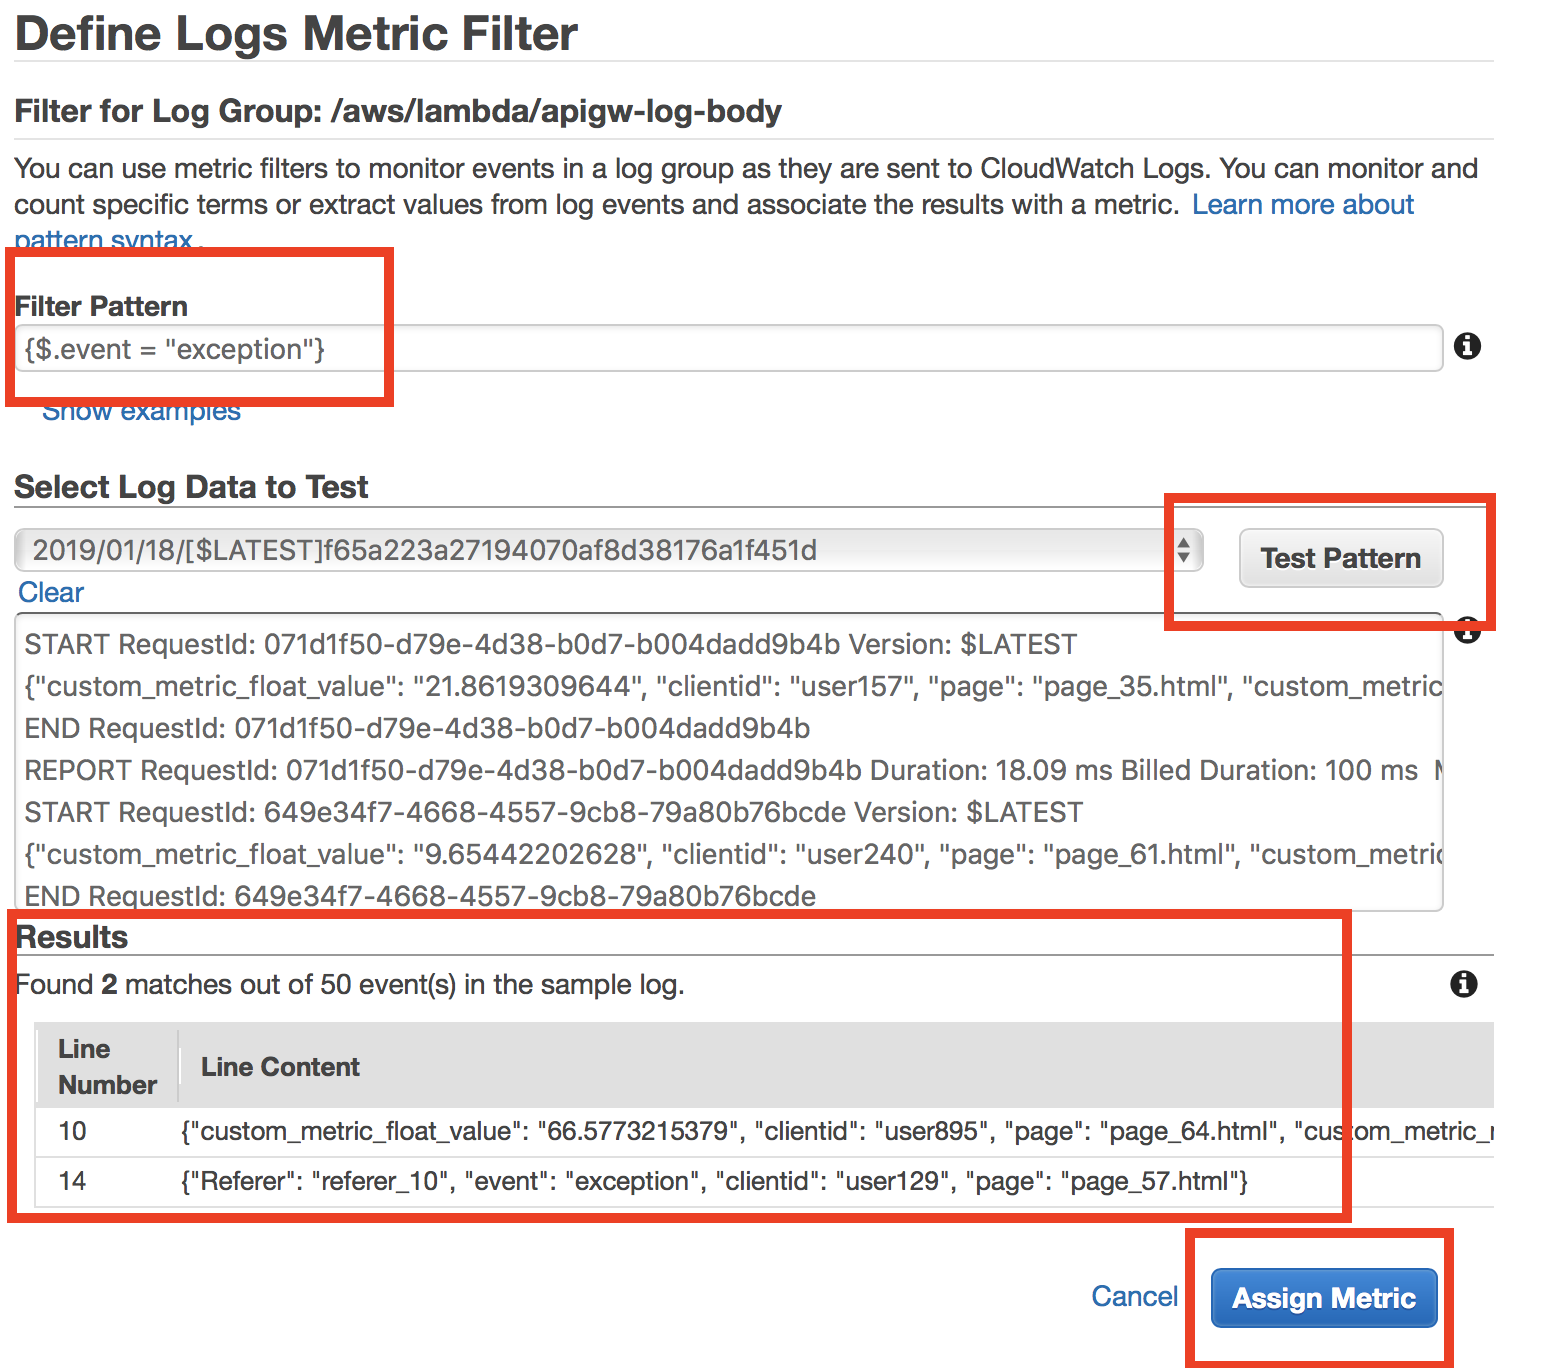 Define Logs Metric Filter
Filter for Log Group: /aws/lambda/apigw-log-body
You can use metric filters to monitor events in a log group as they are sent to CloudWatch Logs. You can monitor and
count specific terms or extract values from log events and associate the results with a metric. Learn more about
pattern syntax.
Filter Pattern
{$.event = "exception"}
Show examples
Select Log Data to Test
2019/01/18/[$LATEST]f65a223a27194070af8d38176a1f451d
Test Pattern
Clear
START RequestId: 071d1f50-d79e-4d38-b0d7-b004dadd9b4b Version: $LATEST
{"custom_metric_float_value": "21.8619309644", "clientid": "user157", "page": "page_35.html", "custom_metric
END RequestId: 071d1f50-d79e-4d38-b0d7-b004dadd9b4b
REPORT RequestId: 071d1f50-d79e-4d38-b0d7-b004dadd9b4b Duration: 18.09 ms Billed Duration: 100 ms
START RequestId: 649e34f7-4668-4557-9cb8-79a80b76bcde Version: $LATEST
{"custom_metric_float_value": "9.65442202628", "clientid": "user240", "page": "page_61.html", "custom_metric
END RequestId: 649e34f7-4668-4557-9cb8-79a80b76bcde
Results
Found 2 matches out of 50 event(s) in the sample log.
Line Number
Line Content
10 {"custom_metric_float_value": "66.5773215379", "clientid": "user895", "page": "page_64.html", "custom_metric_
14 {"Referer": "referer_10", "event": "exception", "clientid": "user129", "page": "page_57.html"}
Cancel
Assign Metric